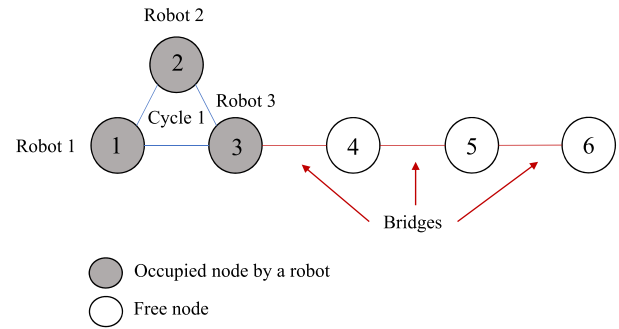 Robot 2
2
Robot 3
Cycle 1
Robot 1
1
3
4
5
6
Bridges
Occupied node by a robot
Free node